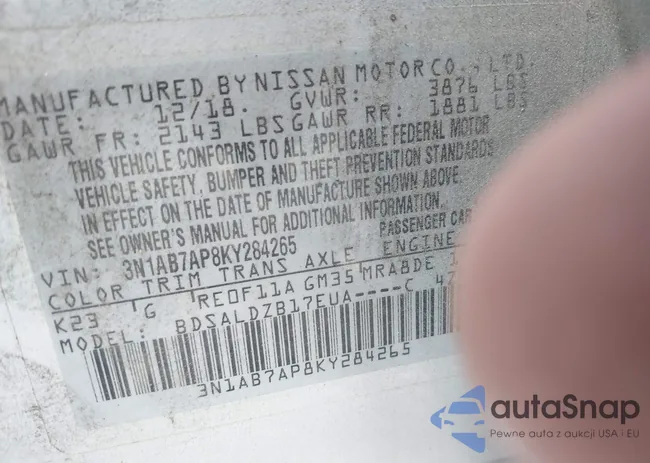 MANUFACTURED BY NISSAN MOTOR CO., LTD.
DATE: 12/18. GVWR: 3876 LBS
GAWR FR: 2143 LBS GAWR RR: 1881 LBS
THIS VEHICLE CONFORMS TO ALL APPLICABLE FEDERAL MOTOR
VEHICLE SAFETY, BUMPER AND THEFT PREVENTION STANDARDS
IN EFFECT ON THE DATE OF MANUFACTURE SHOWN ABOVE.
SEE OWNER'S MANUAL FOR ADDITIONAL INFORMATION.
VIN: 3N1AB7AP8KY284265 PASSENGER CAR
COLOR TRIM TRANS AXLE ENGINE
K23 G RE0F11A GM35 MRA8DE
MODEL: BDSALDZB17EUA----C
3N1AB7AP8KY284265
autaSnap
Pewne auta z aukcji USA i EU